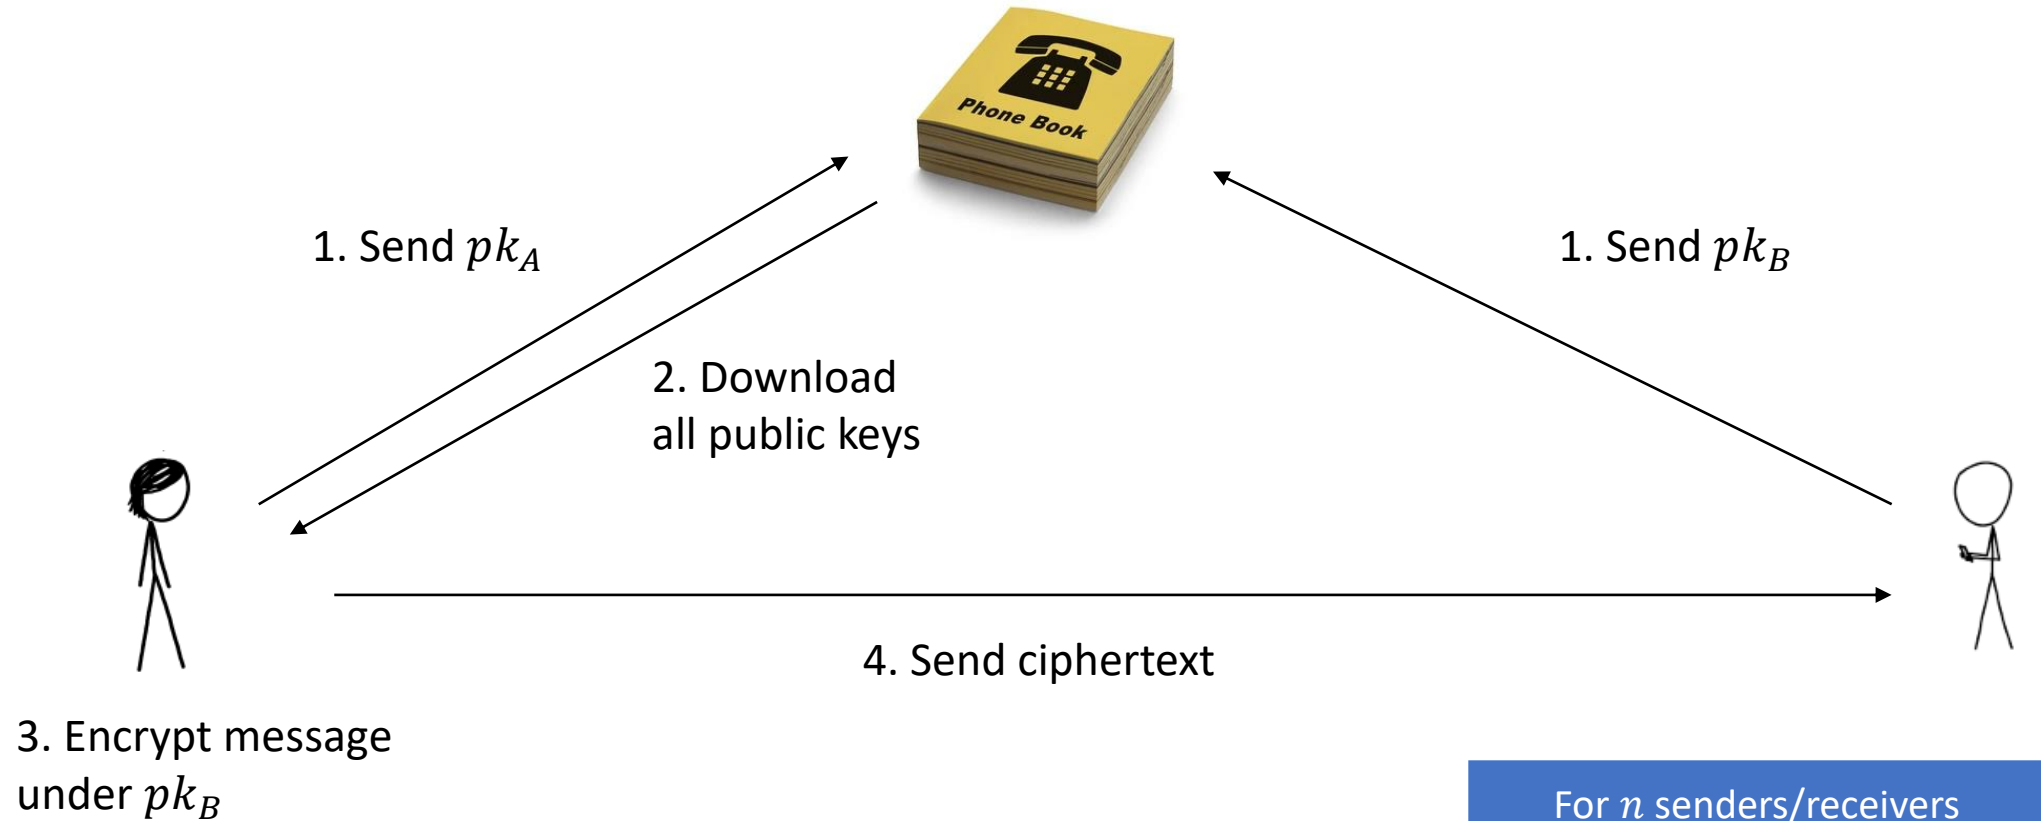 Phone Book
1. Send 𝑝𝑘_A
1. Send 𝑝𝑘_B
2. Download
all public keys
4. Send ciphertext
3. Encrypt message
under 𝑝𝑘_B
For 𝑛 senders/receivers